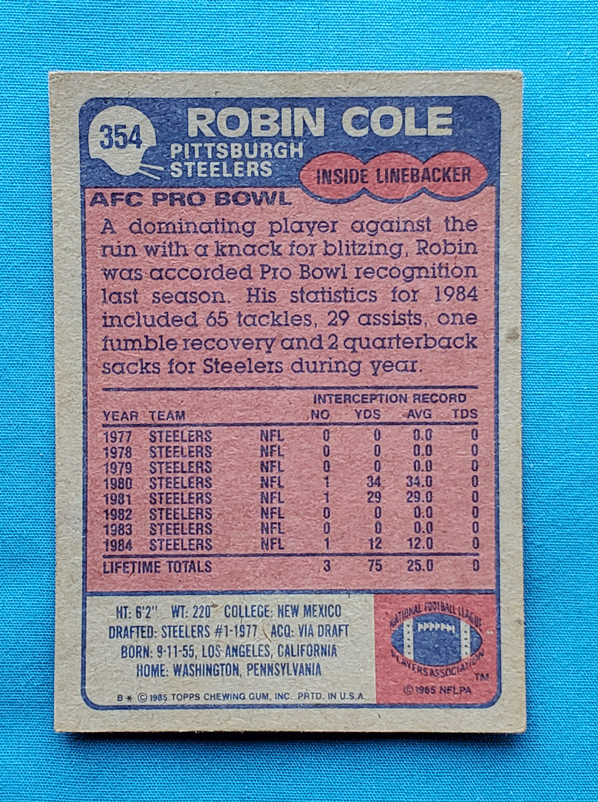 354
ROBIN COLE
PITTSBURGH
STEELERS
INSIDE LINEBACKER
AFC PRO BOWL
A dominating player against the
run with a knack for blitzing, Robin
was accorded Pro Bowl recognition
last season. His statistics for 1984
included 65 tackles, 29 assists, one
fumble recovery and 2 quarterback
sacks for Steelers during year.
INTERCEPTION RECORD
YEAR TEAM NO YDS AVG TDS
1977 STEELERS NFL 0 0 0.0 0
1978 STEELERS NFL 0 0 0.0 0
1979 STEELERS NFL 0 0 0.0 0
1980 STEELERS NFL 1 34 34.0 0
1981 STEELERS NFL 1 29 29.0 0
1982 STEELERS NFL 0 0 0.0 0
1983 STEELERS NFL 0 0 0.0 0
1984 STEELERS NFL 1 12 12.0 0
LIFETIME TOTALS 3 75 25.0 0
HT: 6'2" WT: 220 COLLEGE: NEW MEXICO
DRAFTED: STEELERS #1-1977 ACQ: VIA DRAFT
BORN: 9-11-55, LOS ANGELES, CALIFORNIA
HOME: WASHINGTON, PENNSYLVANIA
B * © 1985 TOPPS CHEWING GUM, INC. PRTD. IN U.S.A.
NATIONAL FOOTBALL LEAGUE
PLAYERS ASSOCIATION
TM
© 1985 NFLPA